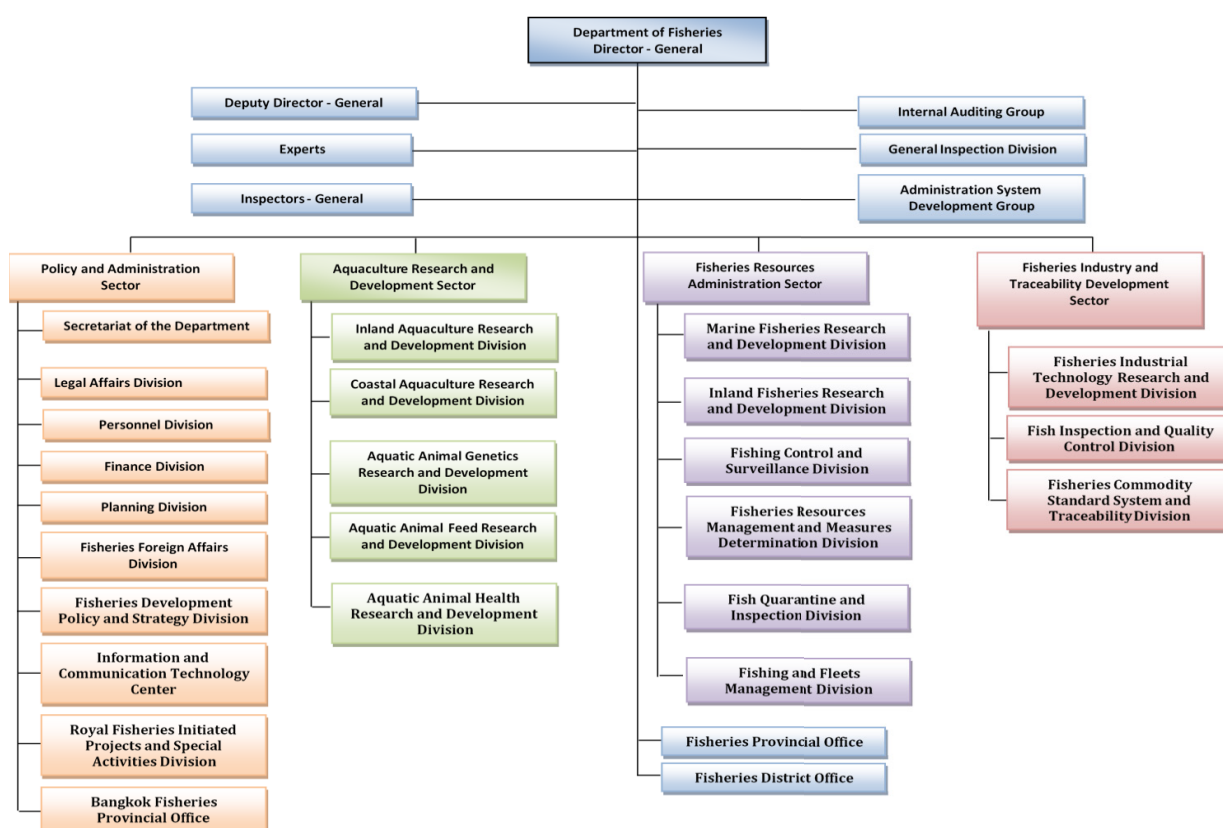 Department of Fisheries
Director - General
Deputy Director - General
Internal Auditing Group
Experts
General Inspection Division
Inspectors - General
Administration System
Development Group
Policy and Administration
Sector
Secretariat of the Department
Legal Affairs Division
Personnel Division
Finance Division
Planning Division
Fisheries Foreign Affairs
Division
Fisheries Development
Policy and Strategy Division
Information and
Communication Technology
Center
Royal Fisheries Initiated
Projects and Special
Activities Division
Bangkok Fisheries
Provincial Office
Aquaculture Research and
Development Sector
Inland Aquaculture Research
and Development Division
Coastal Aquaculture Research
and Development Division
Aquatic Animal Genetics
Research and Development
Division
Aquatic Animal Feed Research
and Development Division
Aquatic Animal Health
Research and Development
Division
Fisheries Resources
Administration Sector
Marine Fisheries Research
and Development Division
Inland Fisheries Research
and Development Division
Fishing Control and
Surveillance Division
Fisheries Resources
Management and Measures
Determination Division
Fish Quarantine and
Inspection Division
Fishing and Fleets
Management Division
Fisheries Provincial Office
Fisheries District Office
Fisheries Industry and
Traceability Development
Sector
Fisheries Industrial
Technology Research and
Development Division
Fish Inspection and Quality
Control Division
Fisheries Commodity
Standard System and
Traceability Division